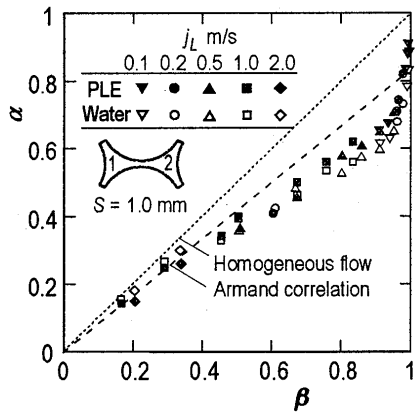 1
0.8
0.6
0.4
0.2
0
α
j_L m/s
0.1 0.2 0.5 1.0 2.0
PLE
Water
1 2
S = 1.0 mm
Homogeneous flow
Armand correlation
0 0.2 0.4 0.6 0.8 1
β